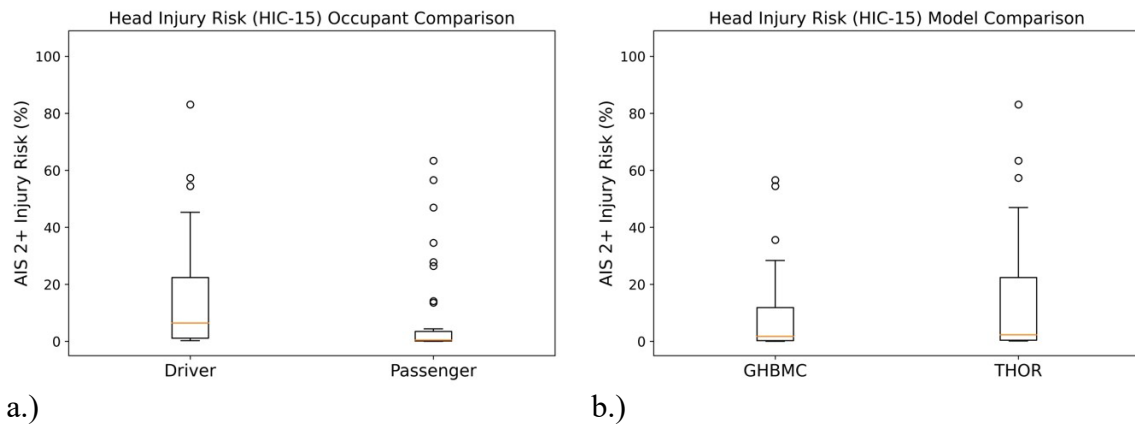 Head Injury Risk (HIC-15) Occupant Comparison
AIS 2+ Injury Risk (%)
100
80
60
40
20
0
Driver Passenger
a.)
Head Injury Risk (HIC-15) Model Comparison
AIS 2+ Injury Risk (%)
100
80
60
40
20
0
GHBMC THOR
b.)